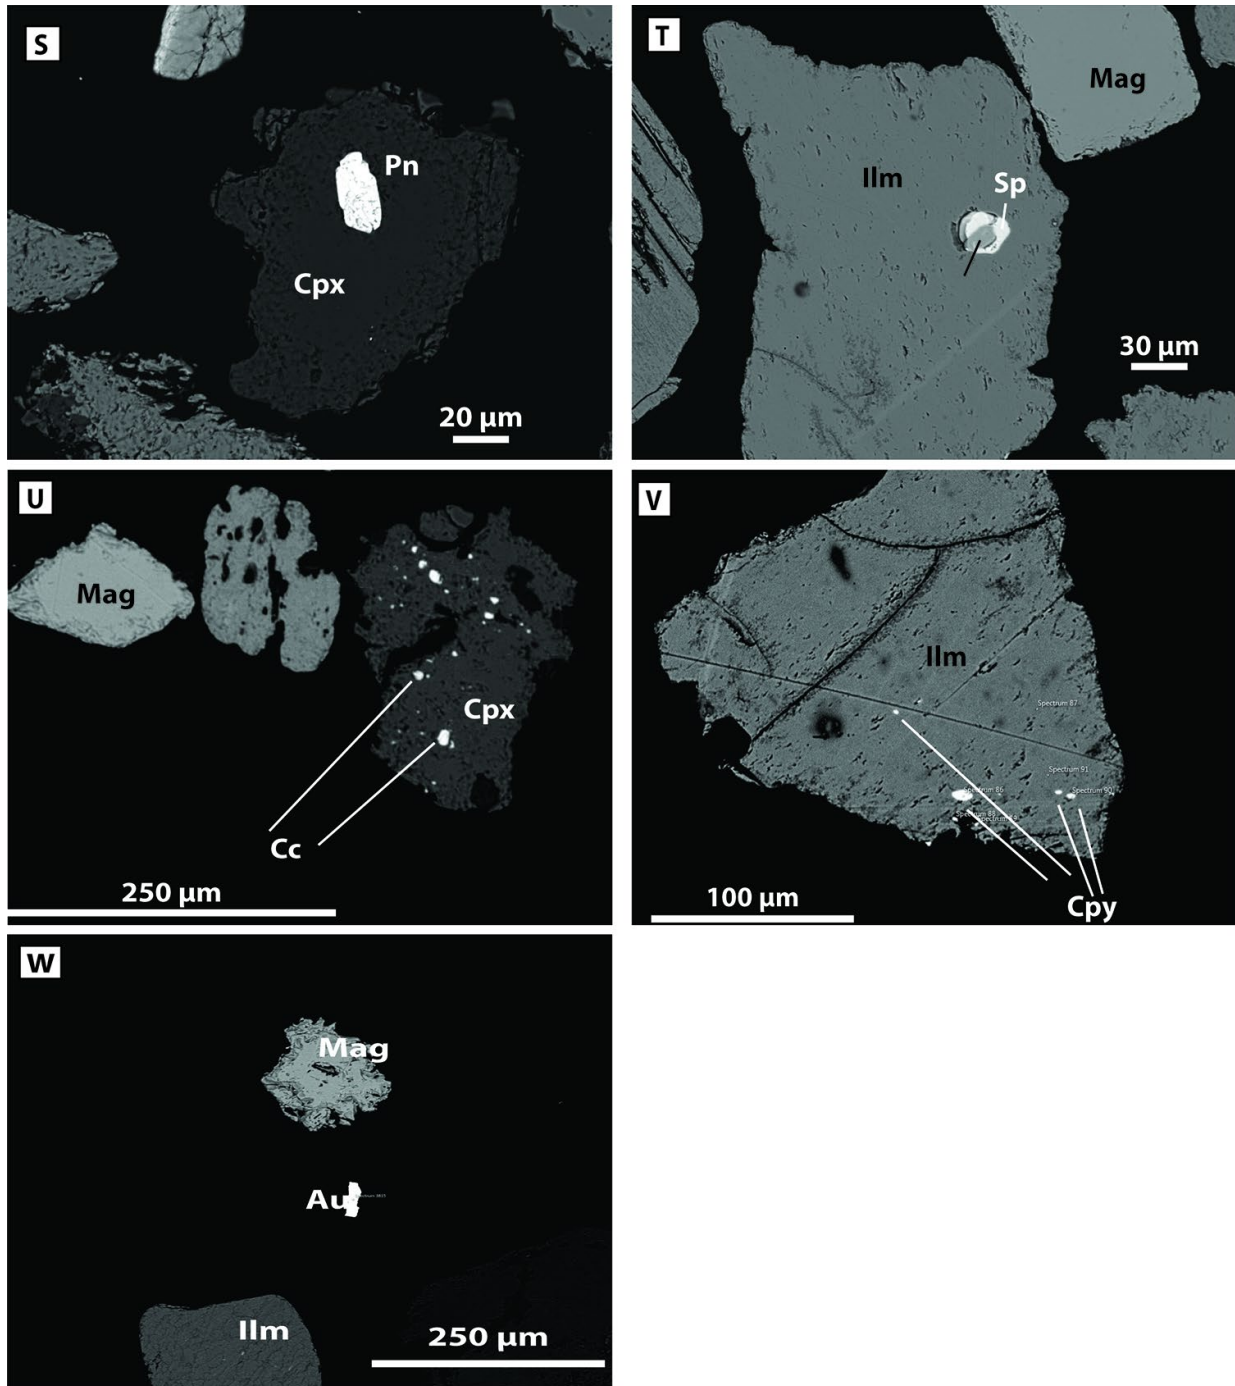 S
Pn
Cpx
20 µm
T
Mag
Ilm
Sp
30 µm
U
Mag
Cpx
Cc
250 µm
V
Ilm
Spectrum 87
Spectrum 91
Spectrum 86
Spectrum 90
Cpy
100 µm
W
Mag
Au
Ilm
250 µm